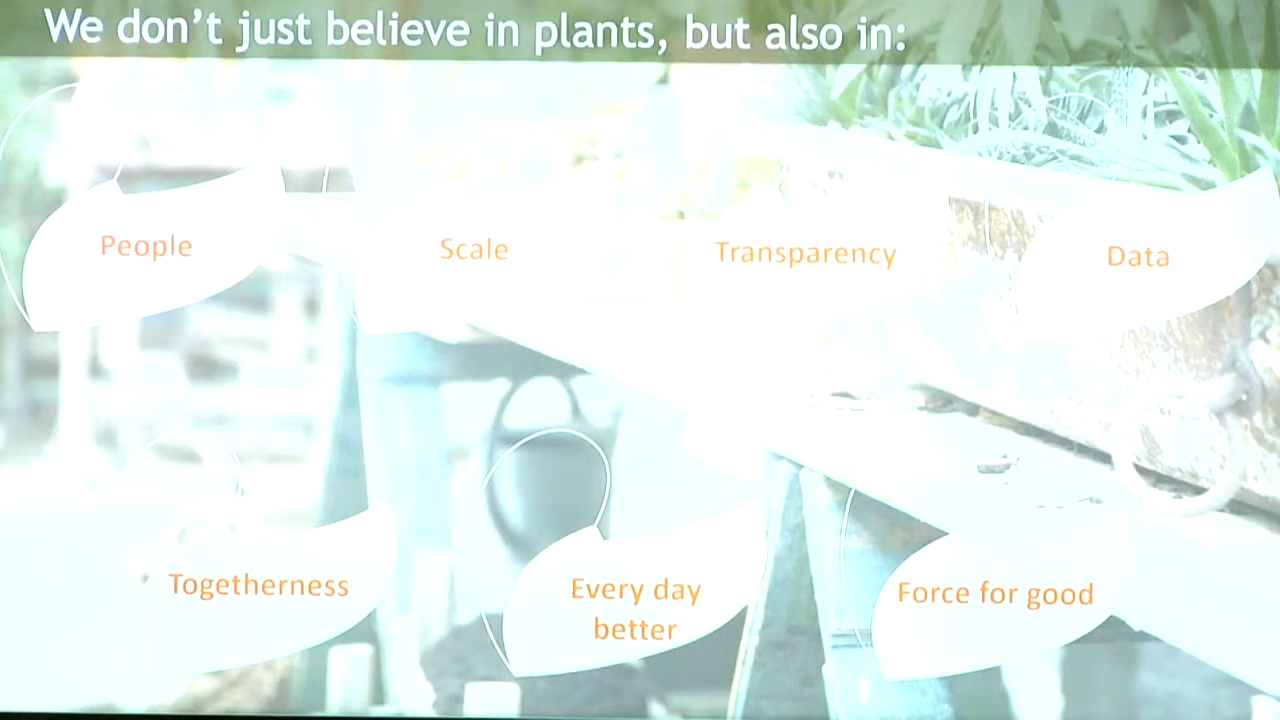 We don’t just believe in plants, but also in:
People
Scale
Transparency
Data
Togetherness
Every day
better
Force for good